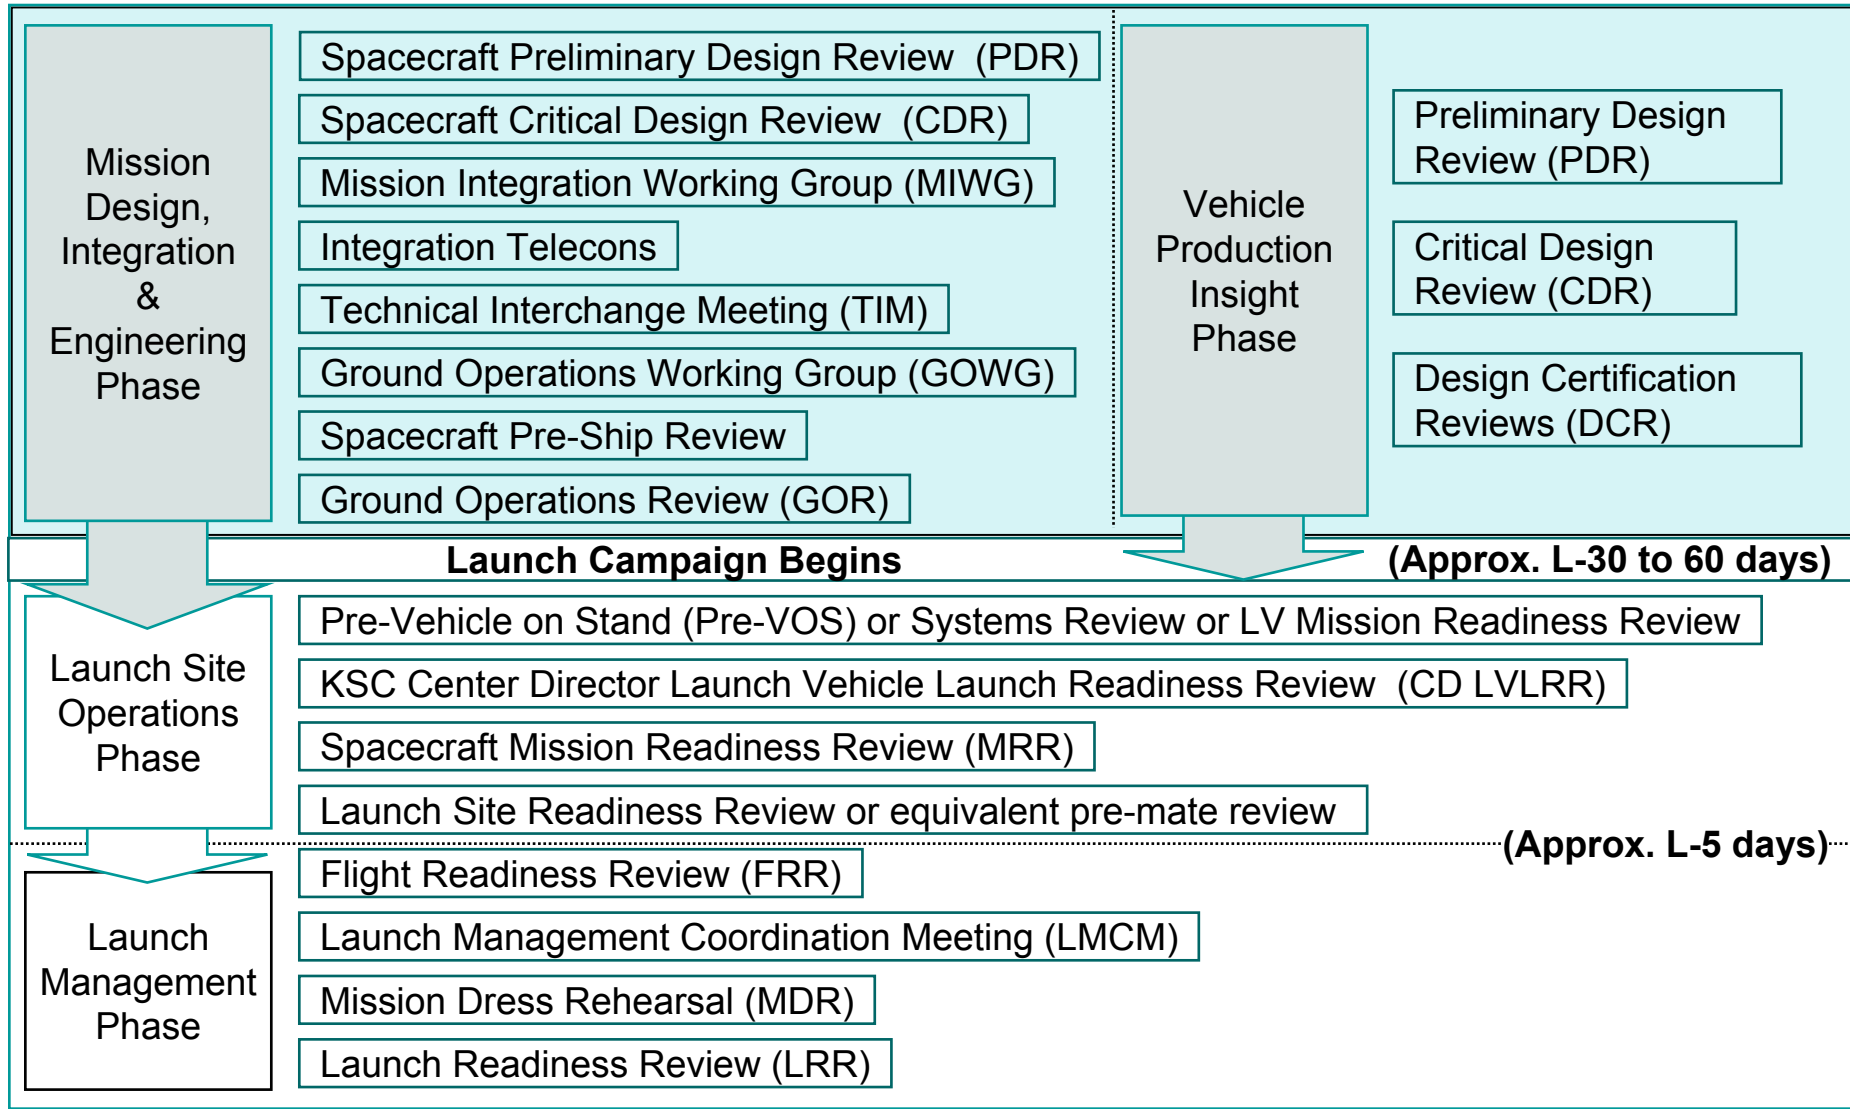 Mission
Design,
Integration
&
Engineering
Phase
Spacecraft Preliminary Design Review (PDR)
Spacecraft Critical Design Review (CDR)
Mission Integration Working Group (MIWG)
Integration Telecons
Technical Interchange Meeting (TIM)
Ground Operations Working Group (GOWG)
Spacecraft Pre-Ship Review
Ground Operations Review (GOR)
Vehicle
Production
Insight
Phase
Preliminary Design
Review (PDR)
Critical Design
Review (CDR)
Design Certification
Reviews (DCR)
Launch Campaign Begins
(Approx. L-30 to 60 days)
Launch Site
Operations
Phase
Pre-Vehicle on Stand (Pre-VOS) or Systems Review or LV Mission Readiness Review
KSC Center Director Launch Vehicle Launch Readiness Review (CD LVLRR)
Spacecraft Mission Readiness Review (MRR)
Launch Site Readiness Review or equivalent pre-mate review
(Approx. L-5 days)
Launch
Management
Phase
Flight Readiness Review (FRR)
Launch Management Coordination Meeting (LMCM)
Mission Dress Rehearsal (MDR)
Launch Readiness Review (LRR)